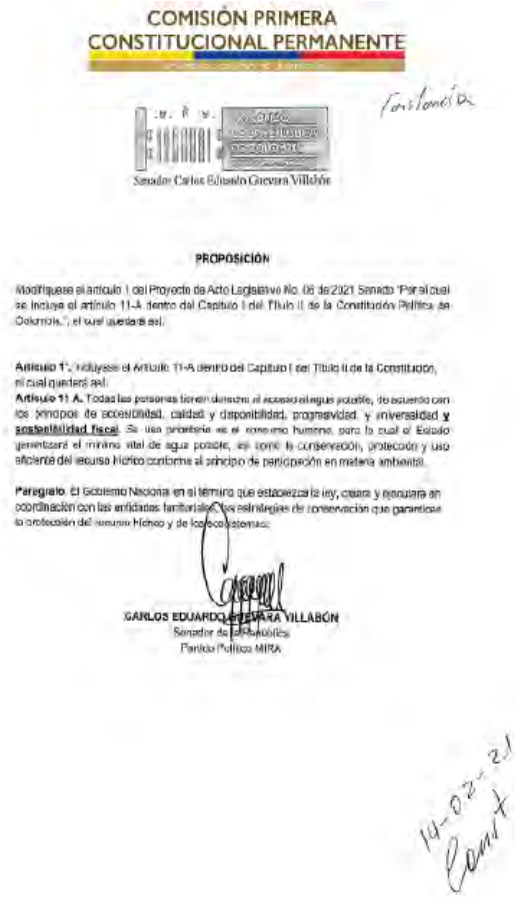 COMISIÓN PRIMERA
CONSTITUCIONAL PERMANENTE
Constancia
Senador Carlos Eduardo Guevara Villabón
PROPOSICIÓN
Modifíquese el artículo 1 del Proyecto de Acto Legislativo No. 06 de 2021 Senado "Por el cual
se incluye el artículo 11-A dentro del Capítulo I del Título II de la Constitución Política de
Colombia.", el cual quedará así.
Artículo 1°. Inclúyase el Artículo 11-A dentro del Capítulo I del Título II de la Constitución,
el cual quedará así:
Artículo 11 A. Todas las personas tienen derecho al acceso al agua potable, de acuerdo con
los principios de accesibilidad, calidad y disponibilidad, progresividad, y universalidad y
sostenibilidad fiscal. Su uso prioritario es el consumo humano, para lo cual el Estado
garantizará el mínimo vital de agua potable, así como la conservación, protección y uso
eficiente del recurso hídrico conforme al principio de participación en materia ambiental.
Paragrafo. El Gobierno Nacional en el término que establezca la ley, creará y ejecutará en
coordinación con las entidades territoriales, las estrategias de conservación que garanticen
la protección del recurso hídrico y de los ecosistemas.
CARLOS EDUARDO GUEVARA VILLABÓN
Senador de la República
Partido Político MIRA
14-02-21